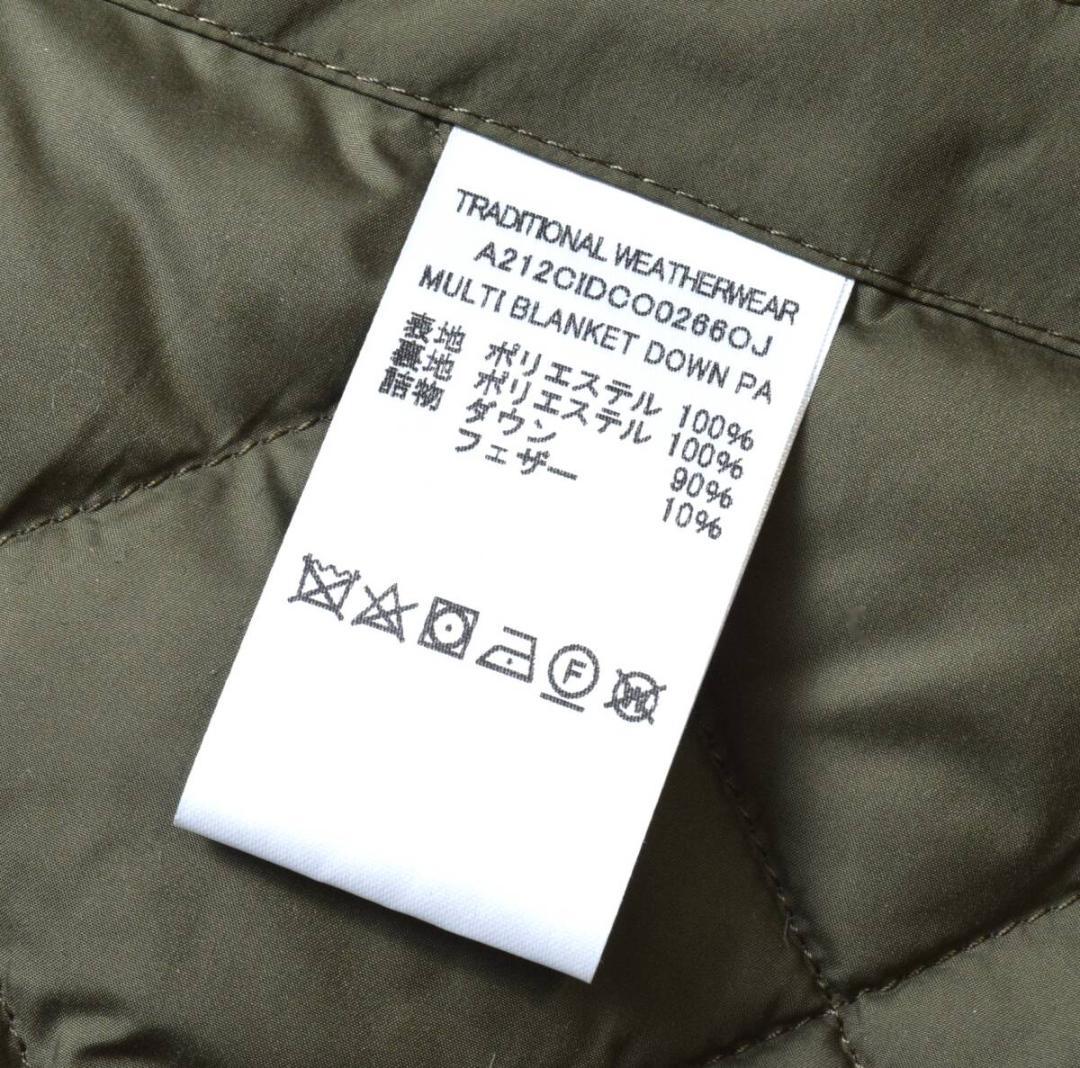 TRADITIONAL WEATHERWEAR
A212CIDCO0266OJ
MULTI BLANKET DOWN PA
表地 ポリエステル 100%
裏地 ポリエステル 100%
詰物 ダウン 90%
フェザー 10%
F
W